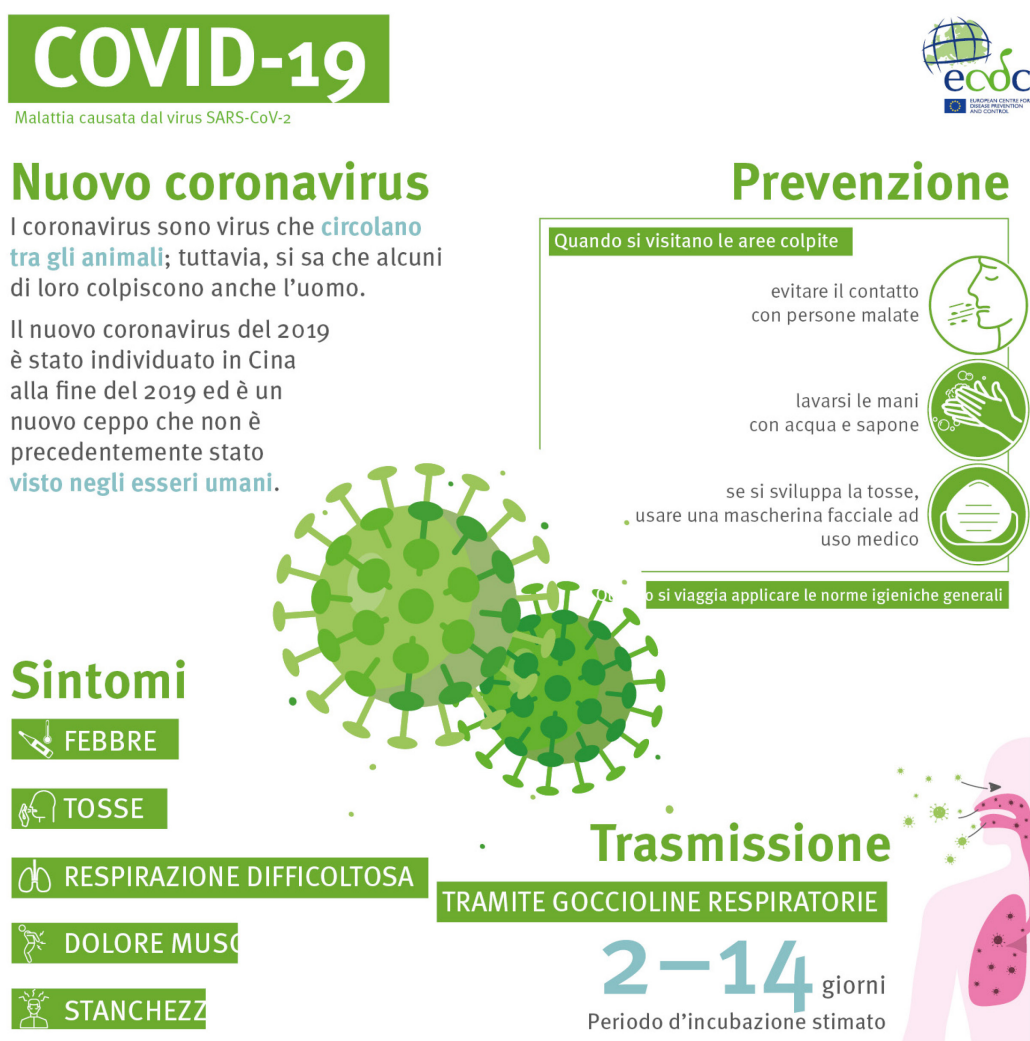 COVID-19
Malattia causata dal virus SARS-CoV-2
ecdc
EUROPEAN CENTRE FOR
DISEASE PREVENTION
AND CONTROL
Nuovo coronavirus
I coronavirus sono virus che circolano
tra gli animali; tuttavia, si sa che alcuni
di loro colpiscono anche l'uomo.
Il nuovo coronavirus del 2019
è stato individuato in Cina
alla fine del 2019 ed è un
nuovo ceppo che non è
precedentemente stato
visto negli esseri umani.
Prevenzione
Quando si visitano le aree colpite
evitare il contatto
con persone malate
lavarsi le mani
con acqua e sapone
se si sviluppa la tosse,
usare una mascherina facciale ad
uso medico
si viaggia applicare le norme igieniche generali
Sintomi
FEBBRE
TOSSE
RESPIRAZIONE DIFFICOLTOSA
DOLORE MUSC
STANCHEZZ
Trasmissione
TRAMITE GOCCIOLINE RESPIRATORIE
2–14 giorni
Periodo d'incubazione stimato